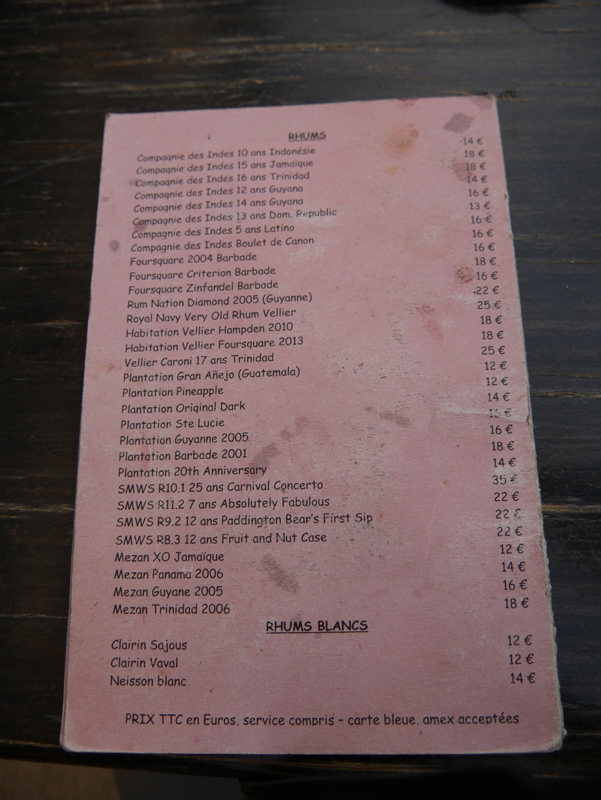 RHUMS
Compagnie des Indes 10 ans Indonésie 14 €
Compagnie des Indes 15 ans Jamaïque 18 €
Compagnie des Indes 16 ans Trinidad 18 €
Compagnie des Indes 12 ans Guyana 14 €
Compagnie des Indes 14 ans Guyana 16 €
Compagnie des Indes 13 ans Dom. Republic 13 €
Compagnie des Indes 5 ans Latino 16 €
Compagnie des Indes Boulet de Canon 16 €
Foursquare 2004 Barbade 16 €
Foursquare Criterion Barbade 18 €
Foursquare Zinfandel Barbade 16 €
Rum Nation Diamond 2005 (Guyanne) 22 €
Royal Navy Very Old Rhum Vellier 25 €
Habitation Vellier Hampden 2010 18 €
Habitation Vellier Foursquare 2013 18 €
Vellier Caroni 17 ans Trinidad 25 €
Plantation Gran Añejo (Guatemala) 12 €
Plantation Pineapple 12 €
Plantation Original Dark 14 €
Plantation Ste Lucie €
Plantation Guyanne 2005 16 €
Plantation Barbade 2001 18 €
Plantation 20th Anniversary 14 €
SMWS R10.1 25 ans Carnival Concerto 35 €
SMWS R11.2 7 ans Absolutely Fabulous 22 €
SMWS R9.2 12 ans Paddington Bear's First Sip 22 €
SMWS R8.3 12 ans Fruit and Nut Case 22 €
Mezan XO Jamaïque 12 €
Mezan Panama 2006 14 €
Mezan Guyane 2005 16 €
Mezan Trinidad 2006 18 €
RHUMS BLANCS
Clairin Sajous 12 €
Clairin Vaval 12 €
Neisson blanc 14 €
PRIX TTC en Euros, service compris - carte bleue, amex acceptées